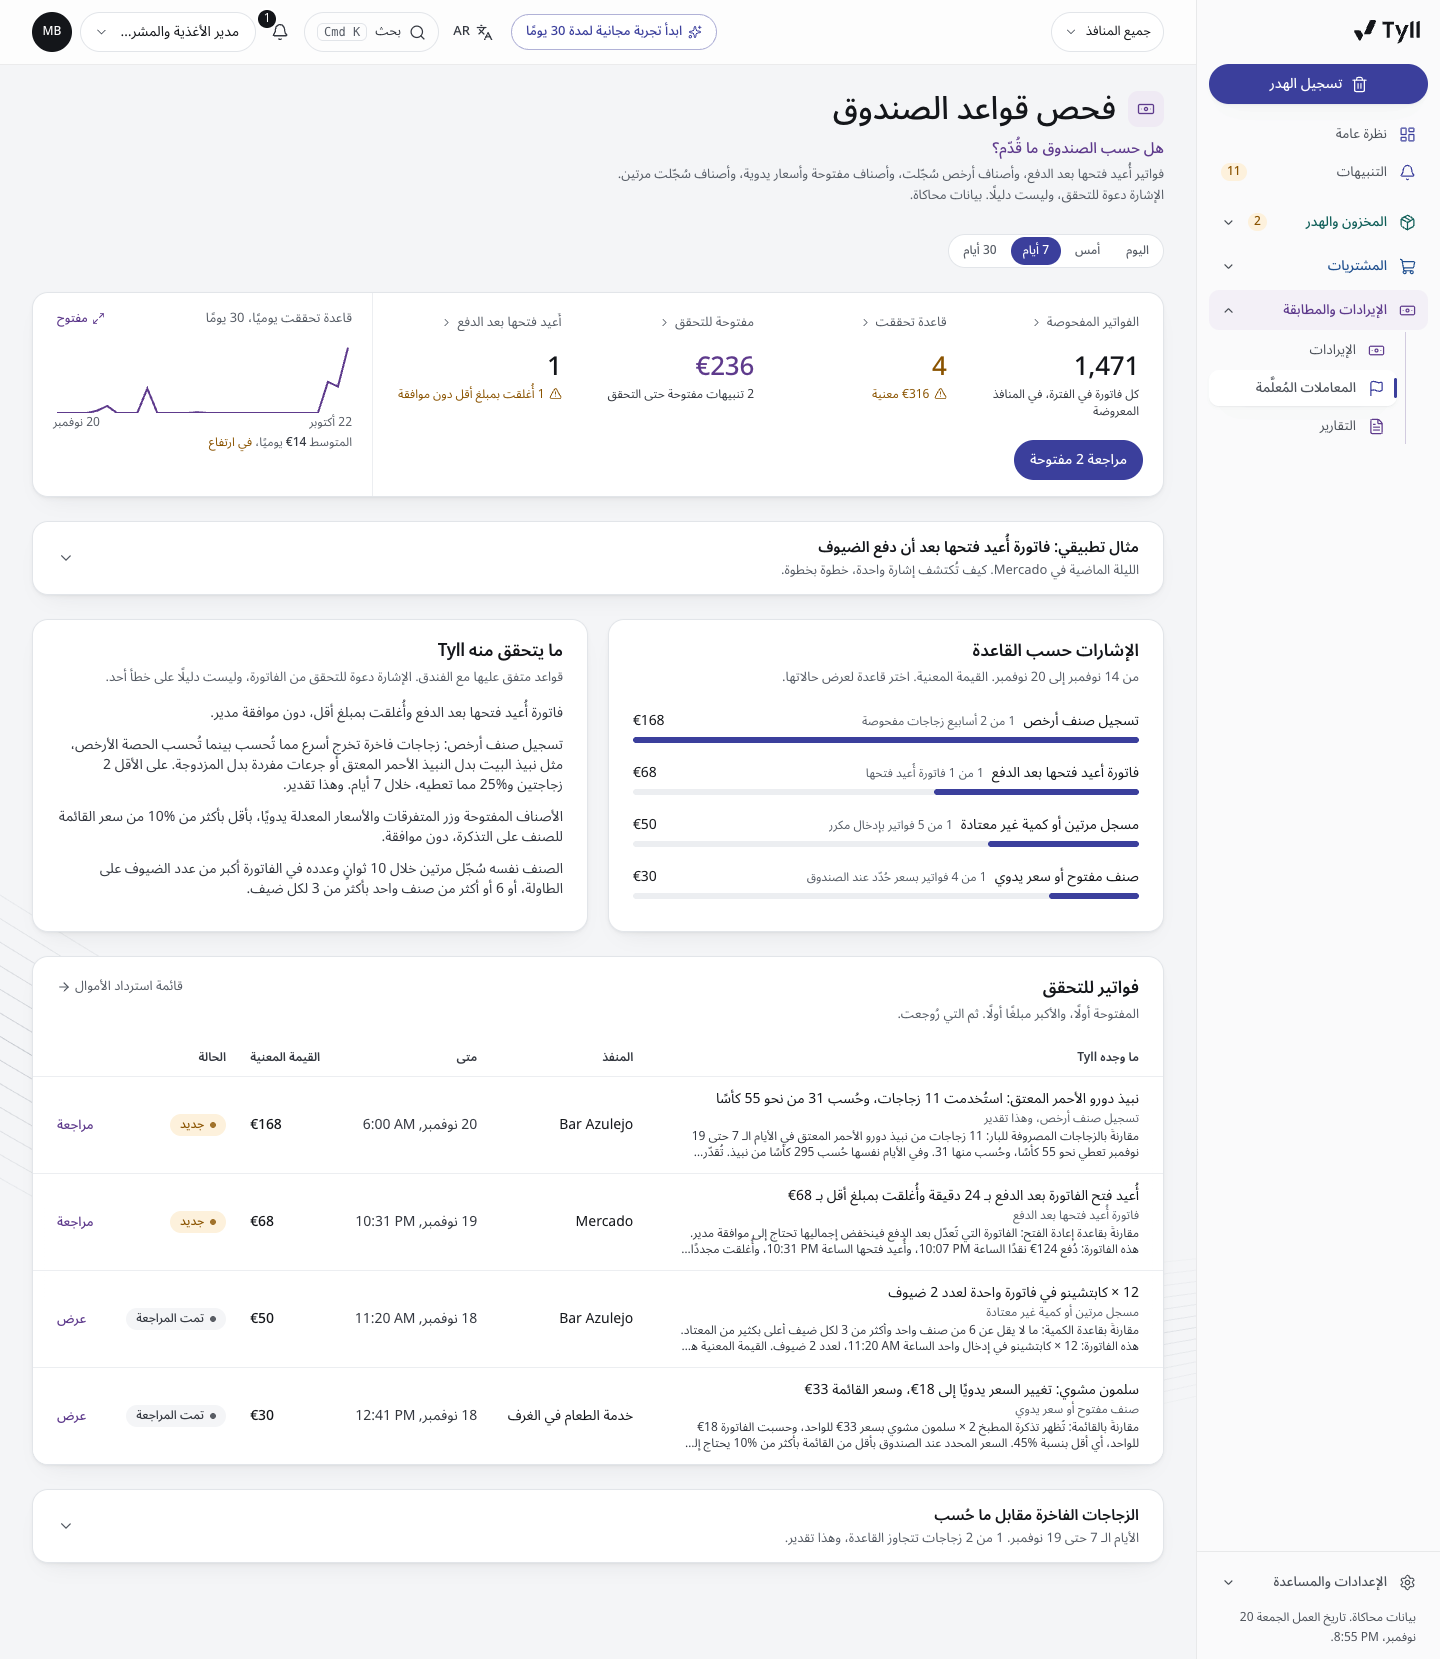 Tyll
تسجيل الهدر
نظرة عامة
التنبيهات 11
المخزون والهدر 2
المشتريات
الإيرادات والمطابقة
الإيرادات
المعاملات المُعلَّمة
التقارير
الإعدادات والمساعدة
بيانات محاكاة. تاريخ العمل الجمعة 20
نوفمبر، 8:55 PM.
جميع المنافذ
ابدأ تجربة مجانية لمدة 30 يومًا
AR
بحث Cmd K
1
مدير الأغذية والمشر...
MB
فحص قواعد الصندوق
هل حسب الصندوق ما قُدّم؟
فواتير أُعيد فتحها بعد الدفع، وأصناف أرخص سُجّلت، وأصناف مفتوحة وأسعار يدوية، وأصناف سُجّلت مرتين.
الإشارة دعوة للتحقق، وليست دليلًا. بيانات محاكاة.
اليوم
أمس
7 أيام
30 أيام
الفواتير المفحوصة
1,471
كل فاتورة في الفترة، في المنافذ
المعروضة
قاعدة تحققت
4
€316 معنية
مفتوحة للتحقق
€236
2 تنبيهات مفتوحة حتى التحقق
أعيد فتحها بعد الدفع
1
1 أُغلقت بمبلغ أقل دون موافقة
مراجعة 2 مفتوحة
قاعدة تحققت يوميًا، 30 يومًا
مفتوح
22 أكتوبر
20 نوفمبر
المتوسط €14 يوميًا، في ارتفاع
مثال تطبيقي: فاتورة أُعيد فتحها بعد أن دفع الضيوف
الليلة الماضية في Mercado. كيف تُكتشف إشارة واحدة، خطوة بخطوة.
الإشارات حسب القاعدة
من 14 نوفمبر إلى 20 نوفمبر. القيمة المعنية. اختر قاعدة لعرض حالاتها.
تسجيل صنف أرخص 1 من 2 أسابيع زجاجات مفحوصة €168
فاتورة أعيد فتحها بعد الدفع 1 من 1 فاتورة أُعيد فتحها €68
مسجل مرتين أو كمية غير معتادة 1 من 5 فواتير بإدخال مكرر €50
صنف مفتوح أو سعر يدوي 1 من 4 فواتير بسعر حُدّد عند الصندوق €30
ما يتحقق منه Tyll
قواعد متفق عليها مع الفندق. الإشارة دعوة للتحقق من الفاتورة، وليست دليلًا على خطأ أحد.
فاتورة أُعيد فتحها بعد الدفع وأُغلقت بمبلغ أقل، دون موافقة مدير.
تسجيل صنف أرخص: زجاجات فاخرة تخرج أسرع مما تُحسب بينما تُحسب الحصة الأرخص،
مثل نبيذ البيت بدل النبيذ الأحمر المعتق أو جرعات مفردة بدل المزدوجة. على الأقل 2
زجاجتين و25% مما تعطيه، خلال 7 أيام. وهذا تقدير.
الأصناف المفتوحة وزر المتفرقات والأسعار المعدلة يدويًا، بأقل بأكثر من 10% من سعر القائمة
للصنف على التذكرة، دون موافقة.
الصنف نفسه سُجّل مرتين خلال 10 ثوانٍ وعدده في الفاتورة أكبر من عدد الضيوف على
الطاولة، أو 6 أو أكثر من صنف واحد بأكثر من 3 لكل ضيف.
فواتير للتحقق
المفتوحة أولًا، والأكبر مبلغًا أولًا. ثم التي رُوجعت.
قائمة استرداد الأموال
ما وجده Tyll المنفذ متى القيمة المعنية الحالة
نبيذ دورو الأحمر المعتق: استُخدمت 11 زجاجات، وحُسب 31 من نحو 55 كأسًا
تسجيل صنف أرخص، وهذا تقدير
مقارنةً بالزجاجات المصروفة للبار: 11 زجاجات من نبيذ دورو الأحمر المعتق في الأيام الـ 7 حتى 19
نوفمبر تعطي نحو 55 كأسًا، وحُسب منها 31. وفي الأيام نفسها حُسب 295 كأسًا من نبيذ. تُقدّر...
Bar Azulejo
20 نوفمبر, 6:00 AM
€168
جديد
مراجعة
أُعيد فتح الفاتورة بعد الدفع بـ 24 دقيقة وأُغلقت بمبلغ أقل بـ €68
فاتورة أُعيد فتحها بعد الدفع
مقارنةً بقاعدة إعادة الفتح: الفاتورة التي تُعدّل بعد الدفع فينخفض إجماليها تحتاج إلى موافقة مدير.
هذه الفاتورة: دُفع €124 نقدًا الساعة 10:07 PM، وأُعيد فتحها الساعة 10:31 PM، وأُغلقت مجددًا...
Mercado
19 نوفمبر, 10:31 PM
€68
جديد
مراجعة
12 × كابتشينو في فاتورة واحدة لعدد 2 ضيوف
مسجل مرتين أو كمية غير معتادة
مقارنةً بقاعدة الكمية: ما لا يقل عن 6 من صنف واحد وأكثر من 3 لكل ضيف أعلى بكثير من المعتاد.
هذه الفاتورة: 12 × كابتشينو في إدخال واحد الساعة 11:20 AM، لعدد 2 ضيوف. القيمة المعنية هـ...
Bar Azulejo
18 نوفمبر, 11:20 AM
€50
تمت المراجعة
عرض
سلمون مشوي: تغيير السعر يدويًا إلى €18، وسعر القائمة €33
صنف مفتوح أو سعر يدوي
مقارنةً بالقائمة: تُظهر تذكرة المطبخ 2 × سلمون مشوي بسعر €33 للواحد، وحسبت الفاتورة €18
للواحد، أي أقل بنسبة 45%. السعر المحدد عند الصندوق بأقل من القائمة بأكثر من 10% يحتاج إلـ...
خدمة الطعام في الغرف
18 نوفمبر, 12:41 PM
€30
تمت المراجعة
عرض
الزجاجات الفاخرة مقابل ما حُسب
الأيام الـ 7 حتى 19 نوفمبر. 1 من 2 زجاجات تتجاوز القاعدة، وهذا تقدير.